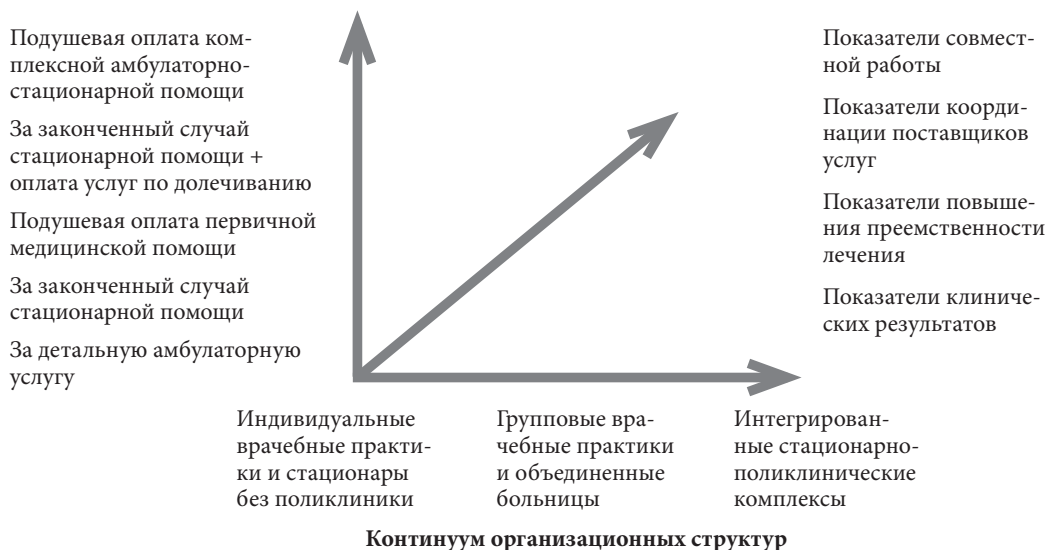 Подушевая оплата ком-
плексной амбулаторно-
стационарной помощи
За законченный случай
стационарной помощи +
оплата услуг по долечиванию
Подушевая оплата первичной
медицинской помощи
За законченный случай
стационарной помощи
За детальную амбулаторную
услугу
Показатели совмест-
ной работы
Показатели коорди-
нации поставщиков
услуг
Показатели повыше-
ния преемственности
лечения
Показатели клиниче-
ских результатов
Индивидуальные
врачебные практи-
ки и стационары
без поликлиники
Групповые вра-
чебные практики
и объединенные
больницы
Интегрирован-
ные стационарно-
поликлинические
комплексы
Континуум организационных структур